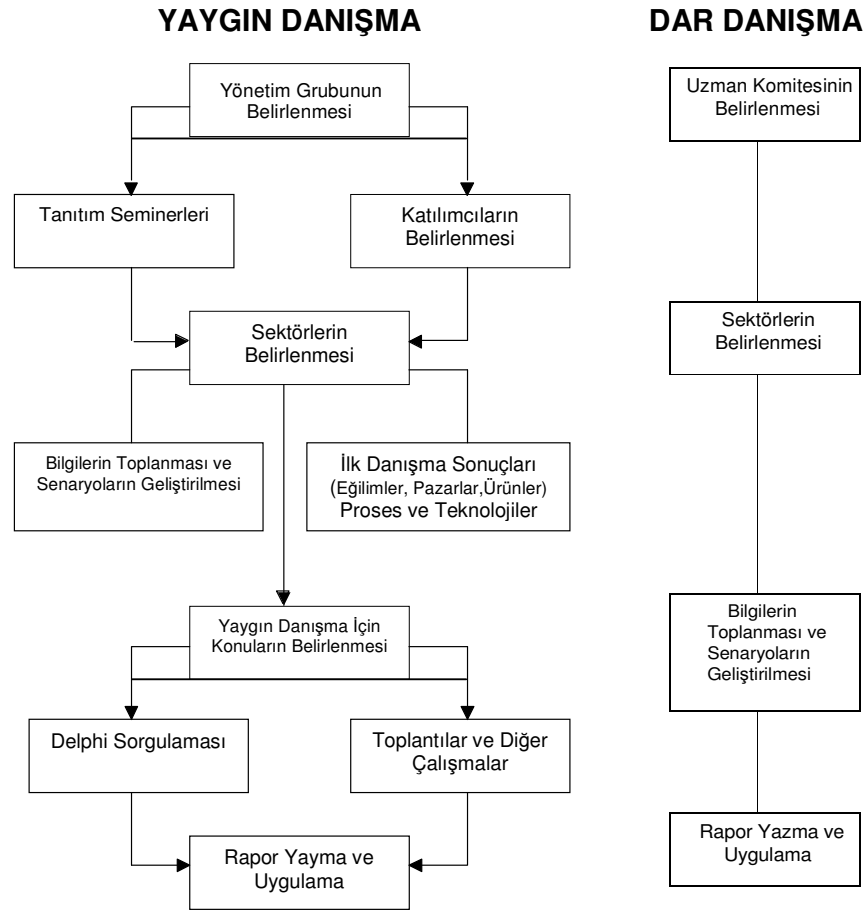 YAYGIN DANIŞMA
Yönetim Grubunun
Belirlenmesi
Tanıtım Seminerleri
Katılımcıların
Belirlenmesi
Sektörlerin
Belirlenmesi
Bilgilerin Toplanması ve
Senaryoların Geliştirilmesi
İlk Danışma Sonuçları
(Eğilimler, Pazarlar,Ürünler)
Proses ve Teknolojiler
Yaygın Danışma İçin
Konuların Belirlenmesi
Delphi Sorgulaması
Toplantılar ve Diğer
Çalışmalar
Rapor Yayma ve
Uygulama
DAR DANIŞMA
Uzman Komitesinin
Belirlenmesi
Sektörlerin
Belirlenmesi
Bilgilerin
Toplanması ve
Senaryoların
Geliştirilmesi
Rapor Yazma ve
Uygulama